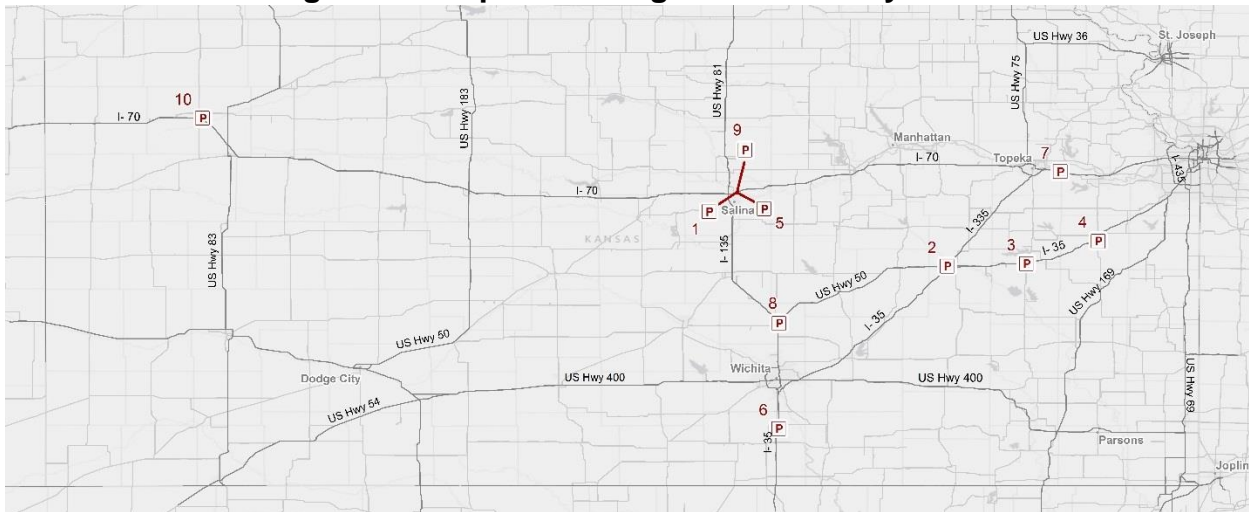 US Hwy 36
St. Joseph
US Hwy 81
US Hwy 75
US Hwy 183
10
P
I- 70
9
P
Manhattan
I- 70
Topeka
7
P
I-435
I- 70
P
1
Salina
P
5
I-335
4
P
KANSAS
I- 135
2
P
3
P
I- 35
US Hwy 83
US Hwy 50
US Hwy 169
8
P
I- 35
US Hwy 50
Dodge City
US Hwy 400
Wichita
US Hwy 400
US Hwy 69
US Hwy 54
6
P
I- 35
Parsons
Joplin